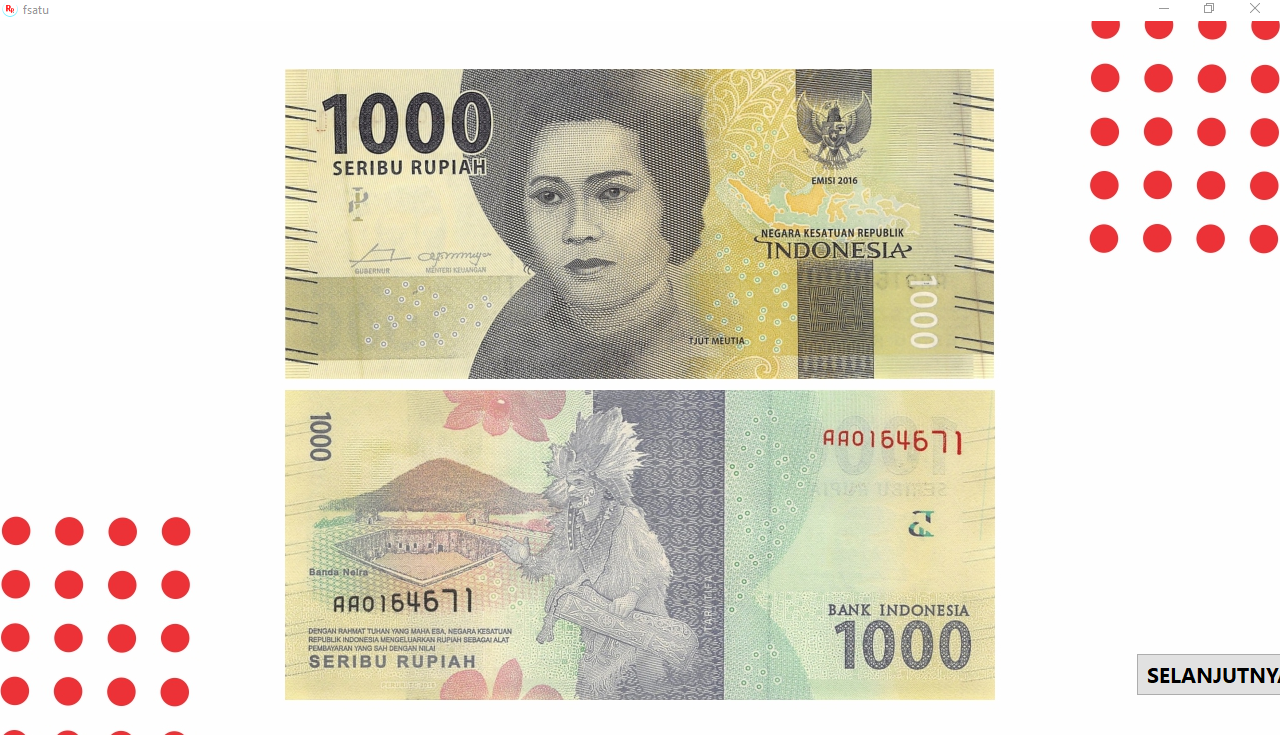 fsatu
1000
SERIBU RUPIAH
EMISI 2016
NEGARA KESATUAN REPUBLIK
INDONESIA
GUBERNUR
MENTERI KEUANGAN
1000
TJUT MEUTIA
1000
AA0164671
Banda Neira
AA0164671
DENGAN RAHMAT TUHAN YANG MAHA ESA, NEGARA KESATUAN
REPUBLIK INDONESIA MENGELUARKAN RUPIAH SEBAGAI ALAT
PEMBAYARAN YANG SAH DENGAN NILAI
SERIBU RUPIAH
TARI TIFA
BANK INDONESIA
1000
SELANJUTNYA